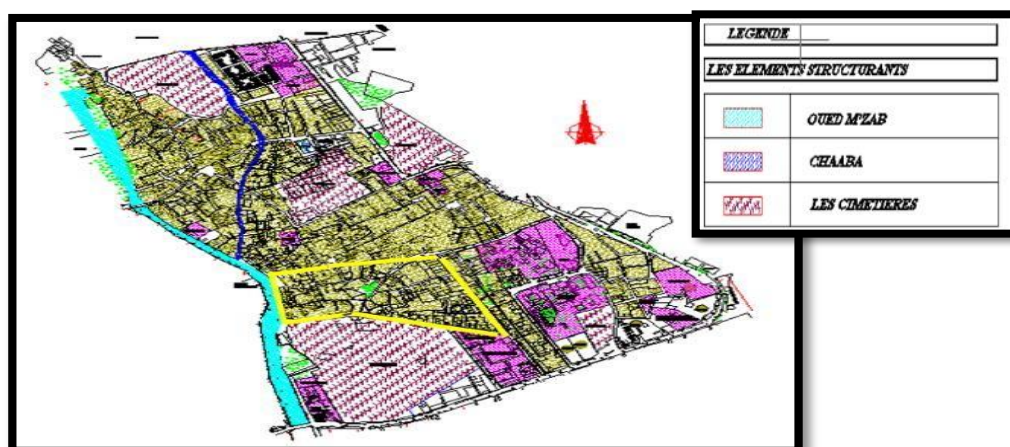 LEGENDE
LES ELEMENTS STRUCTURANTS
OUED M'ZAB
CHAABA
LES CIMETIERES